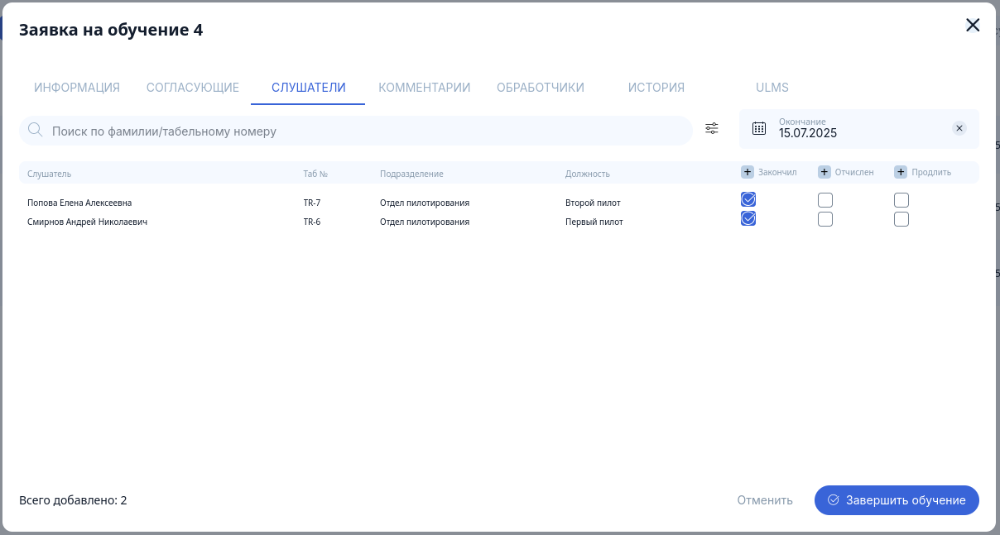 Заявка на обучение 4
ИНФОРМАЦИЯ СОГЛАСУЮЩИЕ СЛУШАТЕЛИ КОММЕНТАРИИ ОБРАБОТЧИКИ ИСТОРИЯ ULMS
Поиск по фамилии/табельному номеру
Окончание
15.07.2025
Слушатель Таб № Подразделение Должность Закончил Отчислен Продлить
Попова Елена Алексеевна TR-7 Отдел пилотирования Второй пилот
Смирнов Андрей Николаевич TR-6 Отдел пилотирования Первый пилот
Всего добавлено: 2 Отменить Завершить обучение